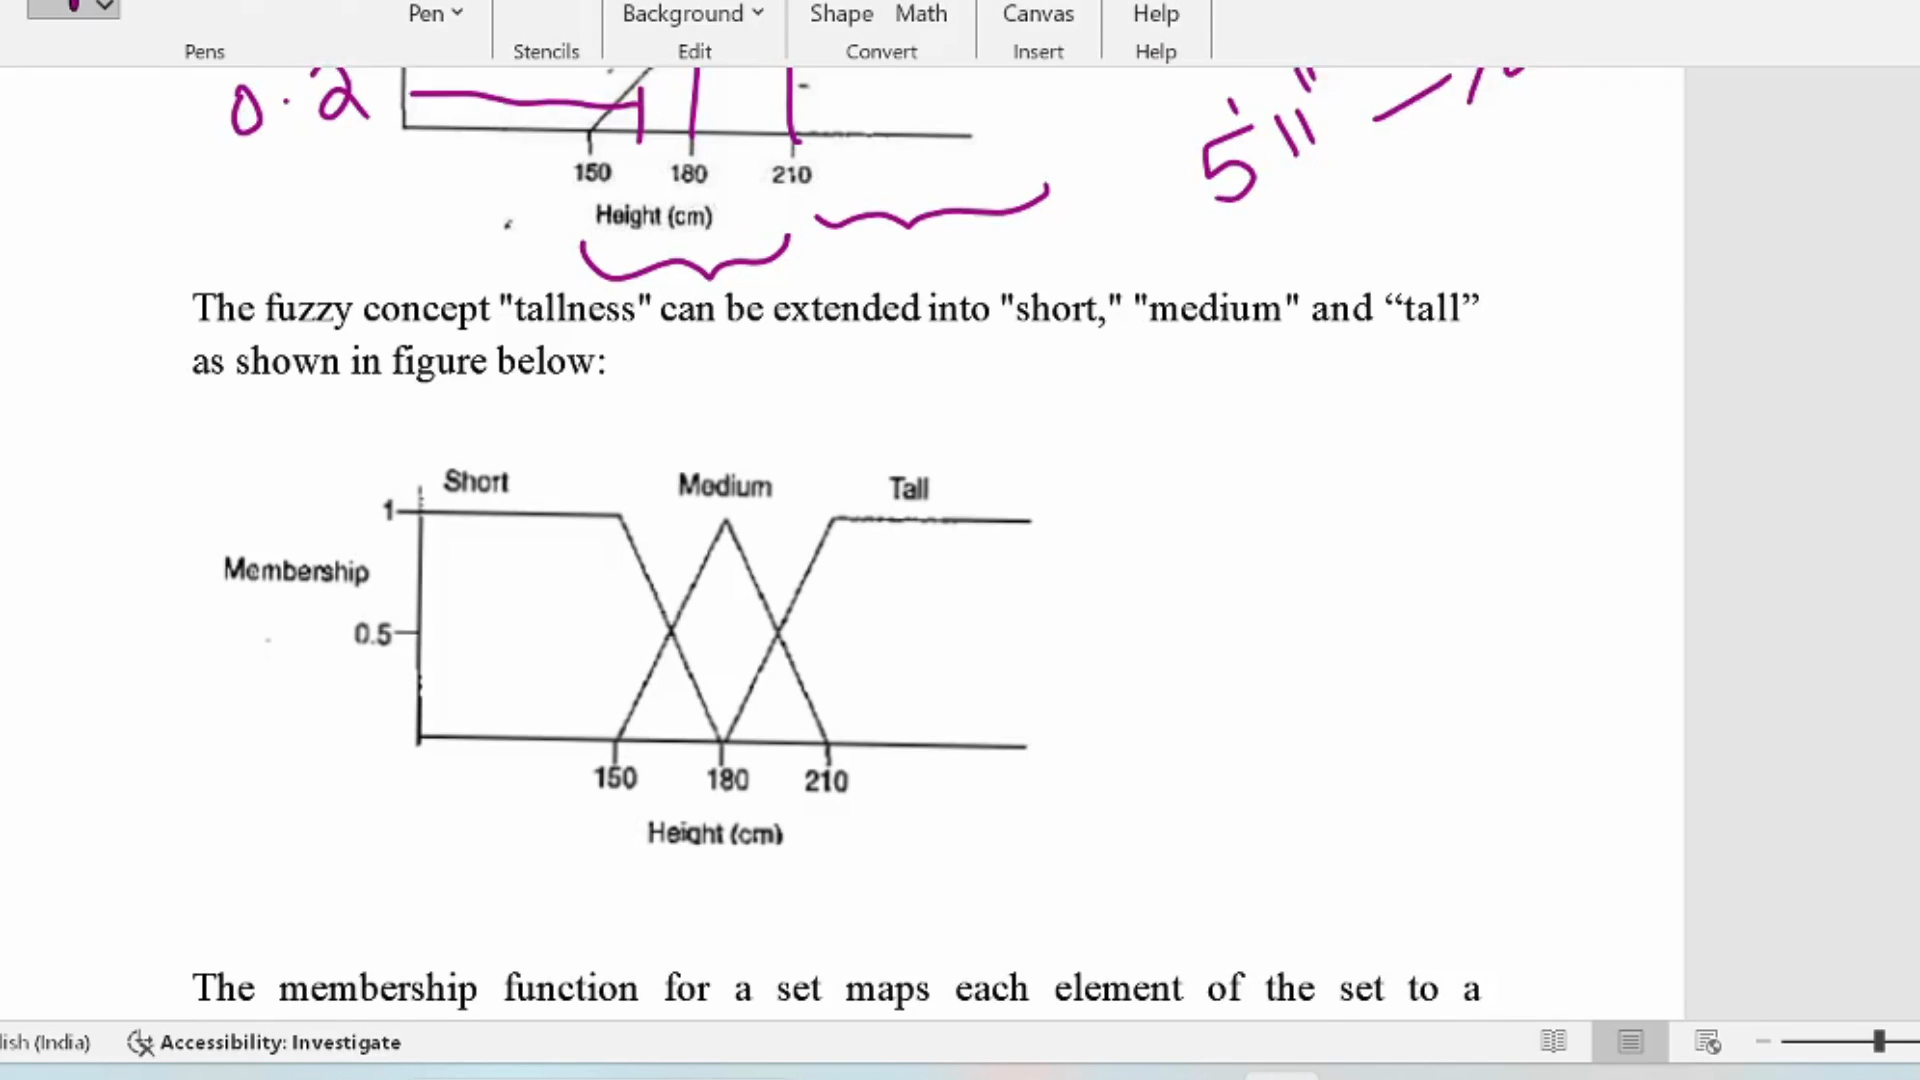 Pen Background Shape Math Canvas Help
Pens Stencils Edit Convert Insert Help
0.2
5'11"
150 180 210
Height (cm)
The fuzzy concept "tallness" can be extended into "short," "medium" and “tall”
as shown in figure below:
Short Medium Tall
1
Membership
0.5
150 180 210
Height (cm)
The membership function for a set maps each element of the set to a
(India) Accessibility: Investigate